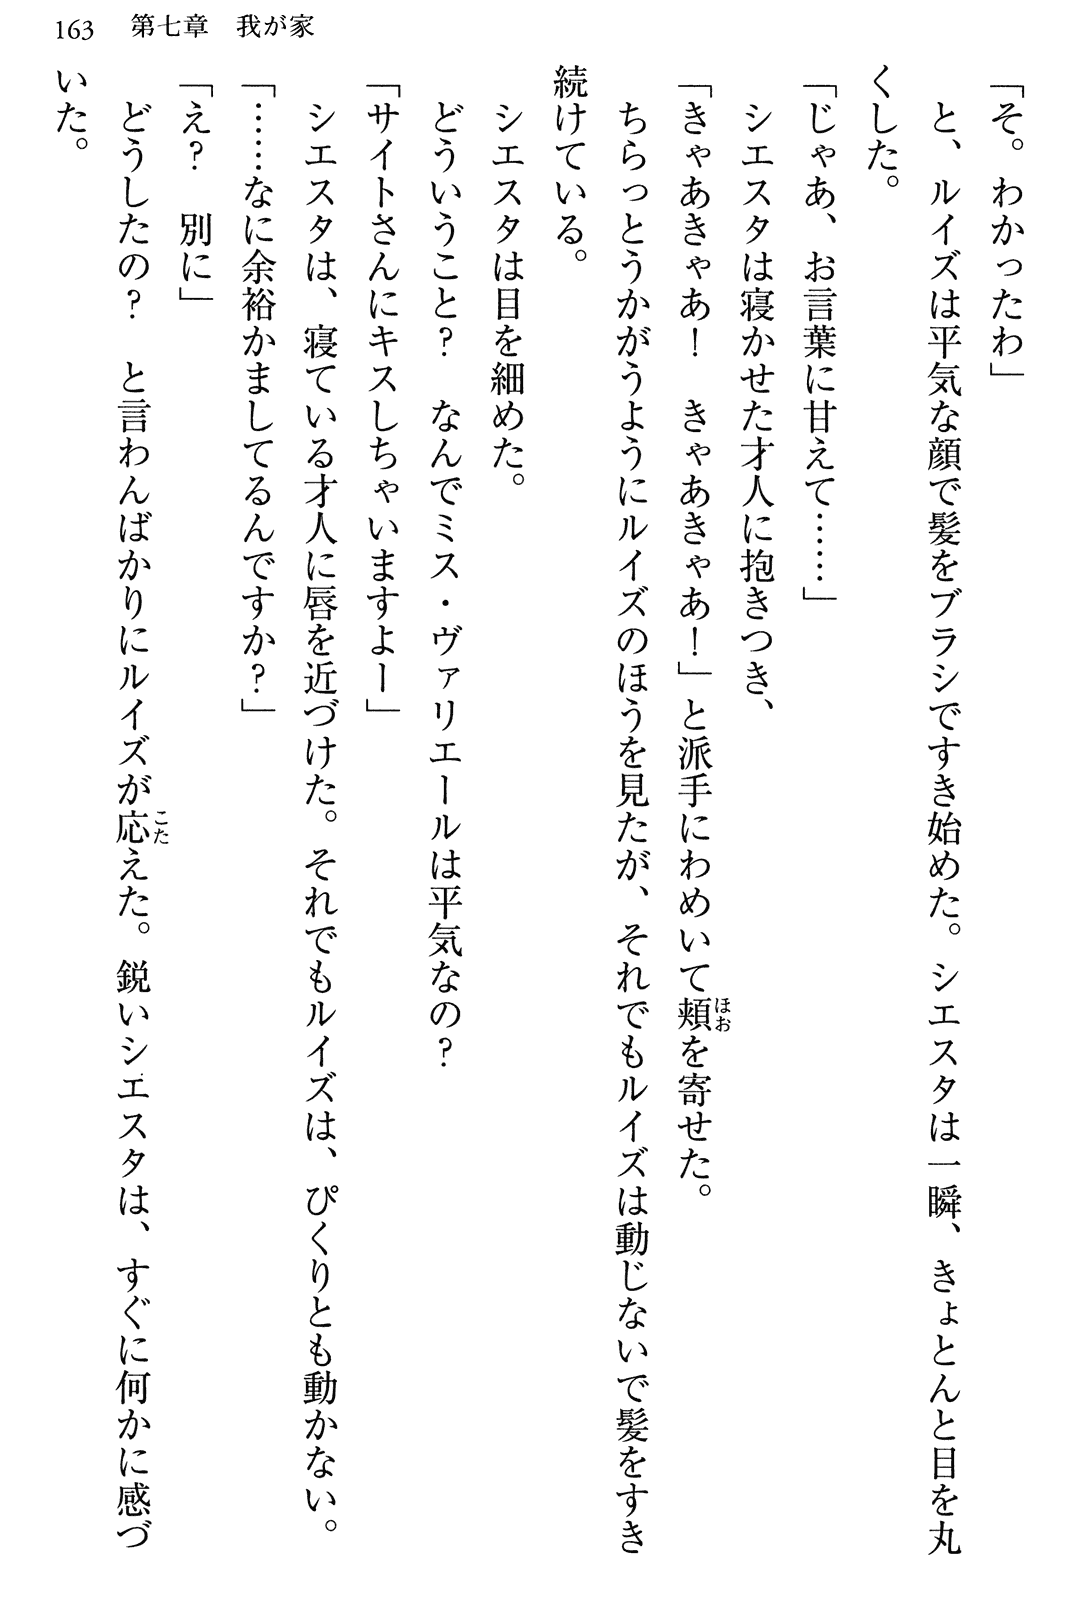 163　第七章　我が家
「そ。わかったわ」
　と、ルイズは平気な顔で髪をブラシですき始めた。シエスタは一瞬、きょとんと目を丸
くした。
「じゃあ、お言葉に甘えて……」
　シエスタは寝かせた才人に抱きつき、
「きゃあきゃあ！　きゃあきゃあ！」と派手にわめいて頬を寄せた。
ほお
　ちらっとうかがうようにルイズのほうを見たが、それでもルイズは動じないで髪をすき
続けている。
　シエスタは目を細めた。
　どういうこと？　なんでミス・ヴァリエールは平気なの？
「サイトさんにキスしちゃいますよー」
　シエスタは、寝ている才人に唇を近づけた。それでもルイズは、ぴくりとも動かない。
「……なに余裕かましてるんですか？」
「え？　別に」
　どうしたの？　と言わんばかりにルイズが応えた。鋭いシエスタは、すぐに何かに感づ
こた
いた。